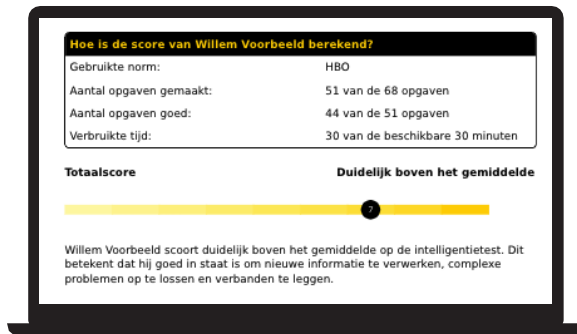 Hoe is de score van Willem Voorbeeld berekend?
Gebruikte norm: HBO
Aantal opgaven gemaakt: 51 van de 68 opgaven
Aantal opgaven goed: 44 van de 51 opgaven
Verbruikte tijd: 30 van de beschikbare 30 minuten
Totaalscore Duidelijk boven het gemiddelde
7
Willem Voorbeeld scoort duidelijk boven het gemiddelde op de intelligentietest. Dit
betekent dat hij goed in staat is om nieuwe informatie te verwerken, complexe
problemen op te lossen en verbanden te leggen.